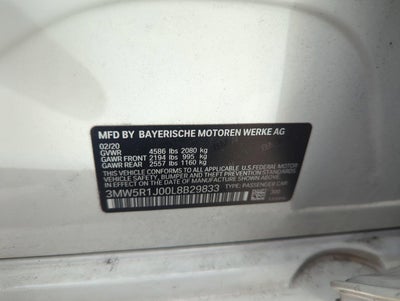 MFD BY BAYERISCHE MOTOREN WERKE AG
02/20
GVWR 4586 lbs 2080 kg
GAWR FRONT 2194 lbs 995 kg
GAWR REAR 2557 lbs 1160 kg
THIS VEHICLE CONFORMS TO ALL APPLICABLE U.S. FEDERAL MOTOR
VEHICLE SAFETY, BUMPER AND THEFT PREVENTION STANDARDS IN
EFFECT ON THE DATE OF MANUFACTURE SHOWN ABOVE.
3MW5R1J00L8B29833 TYPE: PASSENGER CAR
300